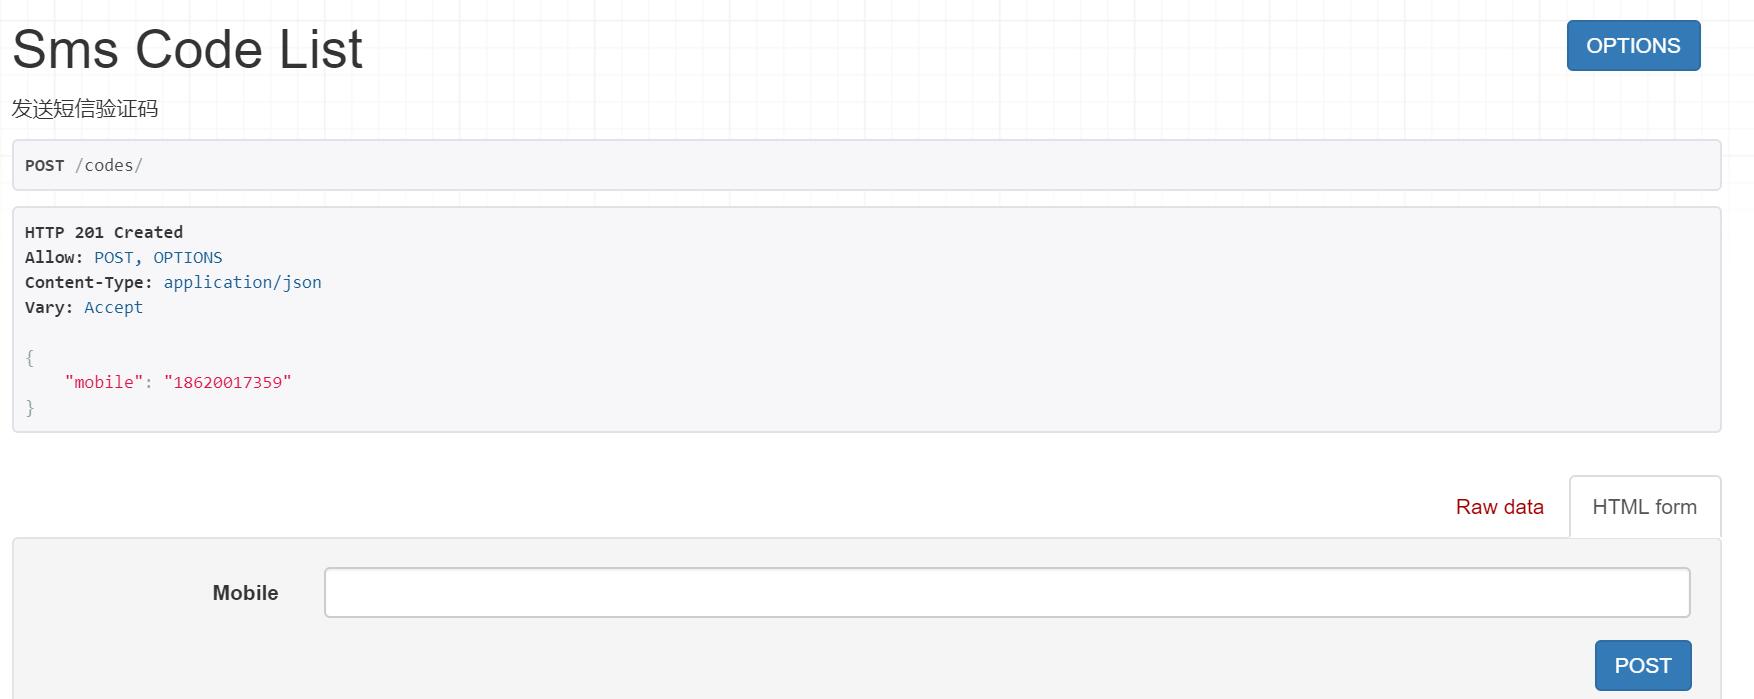 Sms Code List
OPTIONS
发送短信验证码
POST /codes/
HTTP 201 Created
Allow: POST, OPTIONS
Content-Type: application/json
Vary: Accept
{
"mobile": "18620017359"
}
Raw data
HTML form
Mobile
POST